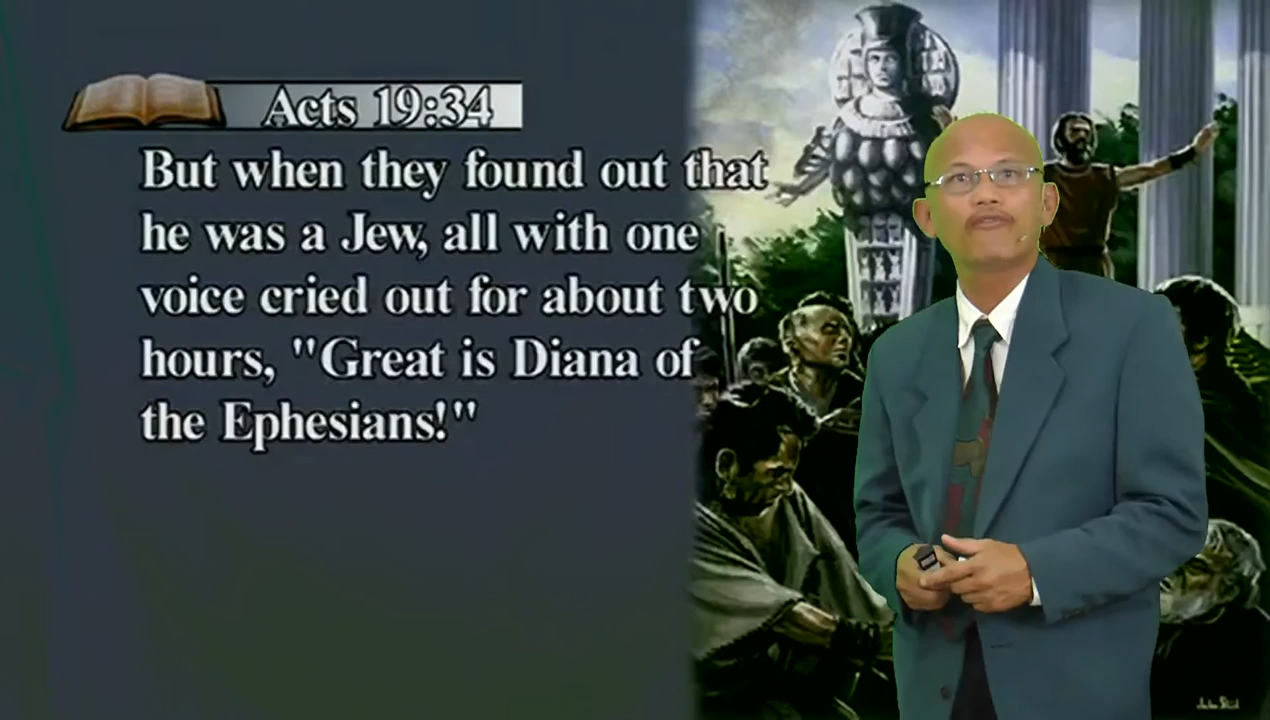 Acts 19:34
But when they found out that
he was a Jew, all with one
voice cried out for about two
hours, "Great is Diana of
the Ephesians!"